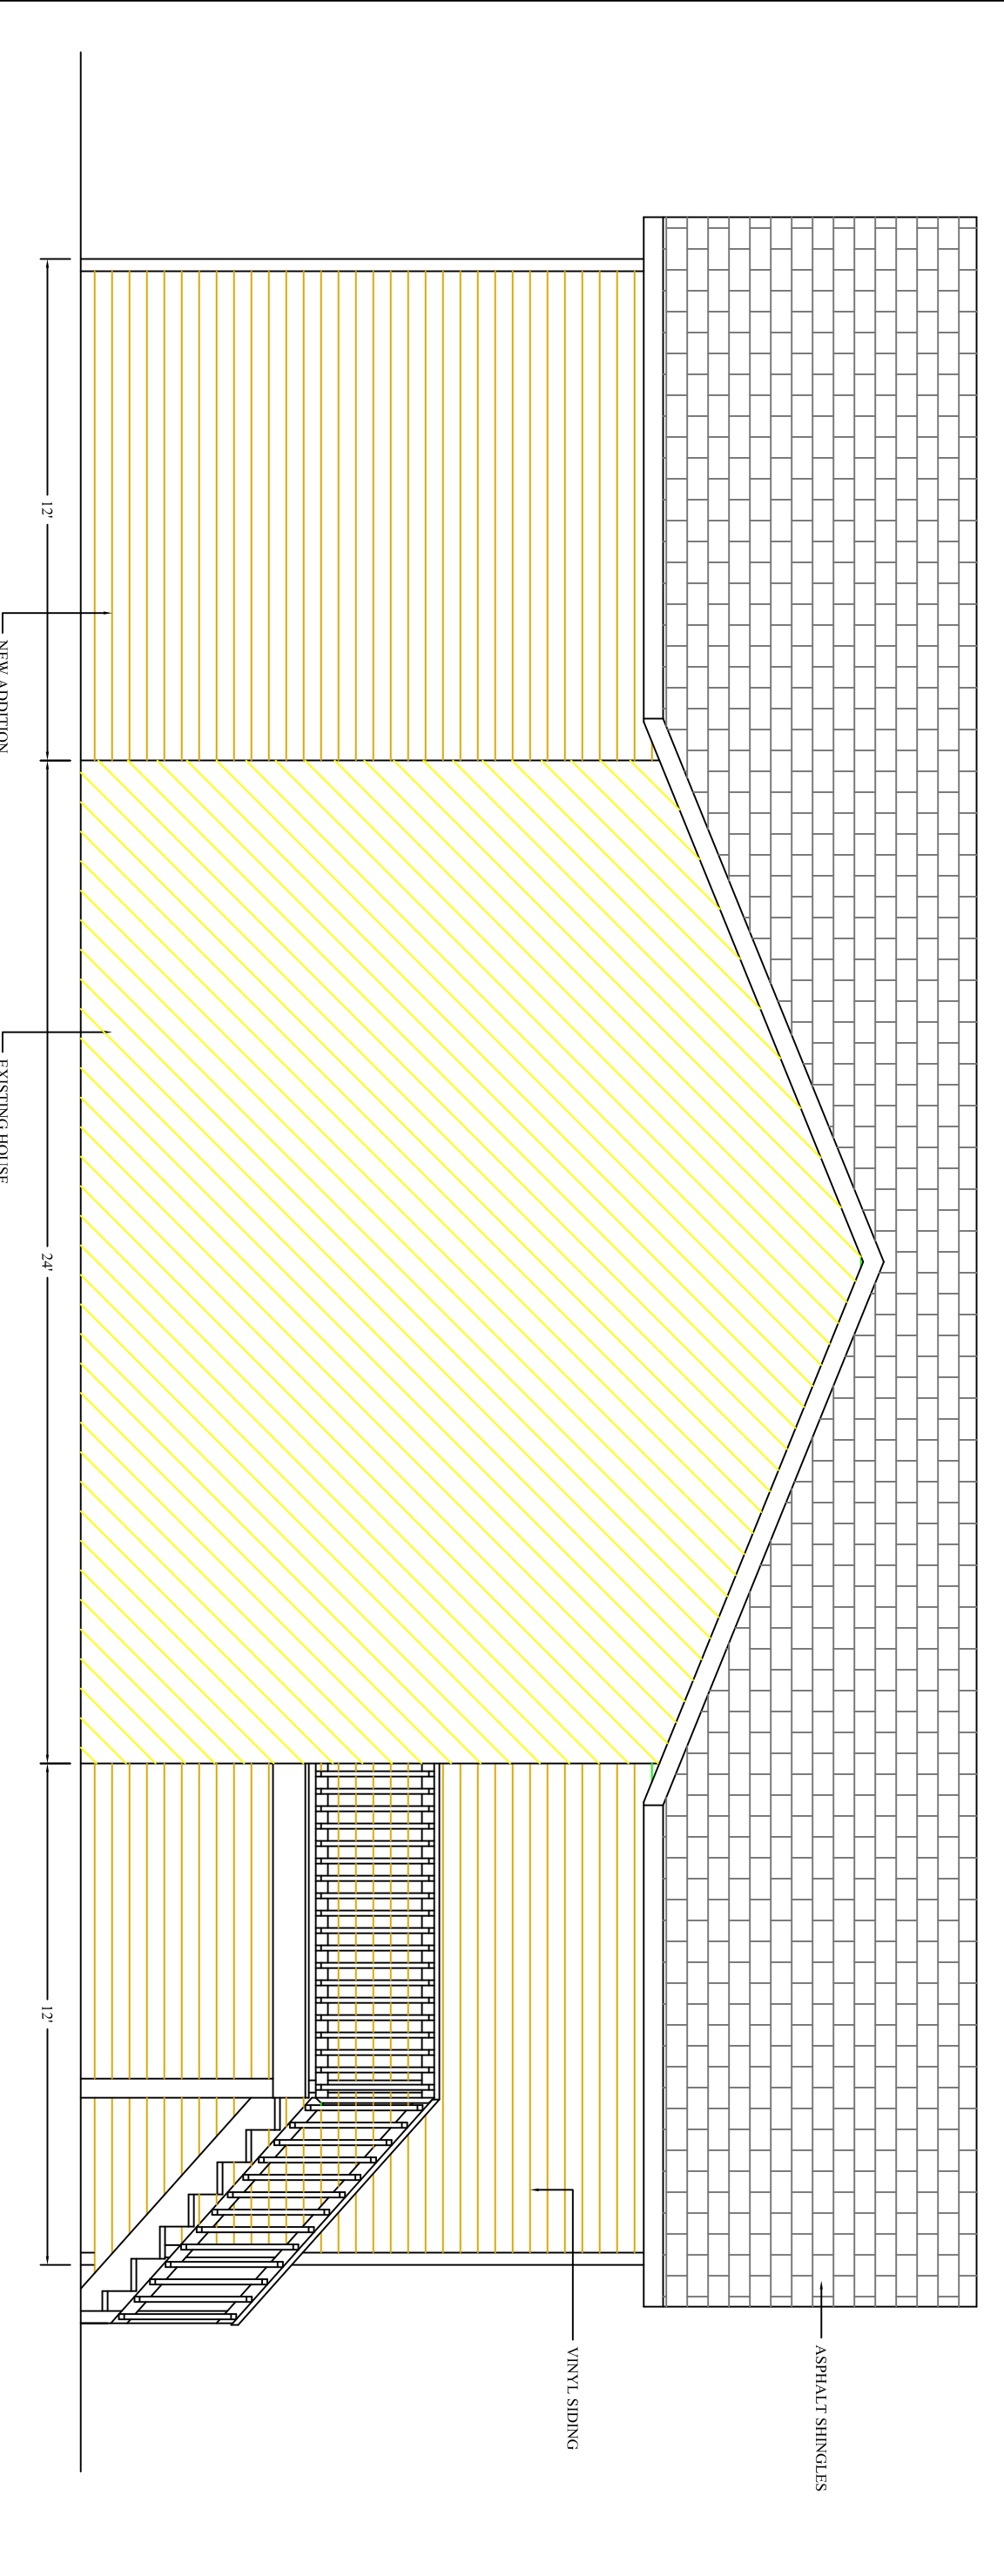 ASPHALT SHINGLES
VINYL SIDING
12'
24'
12'
NEW ADDITION
EXISTING HOUSE